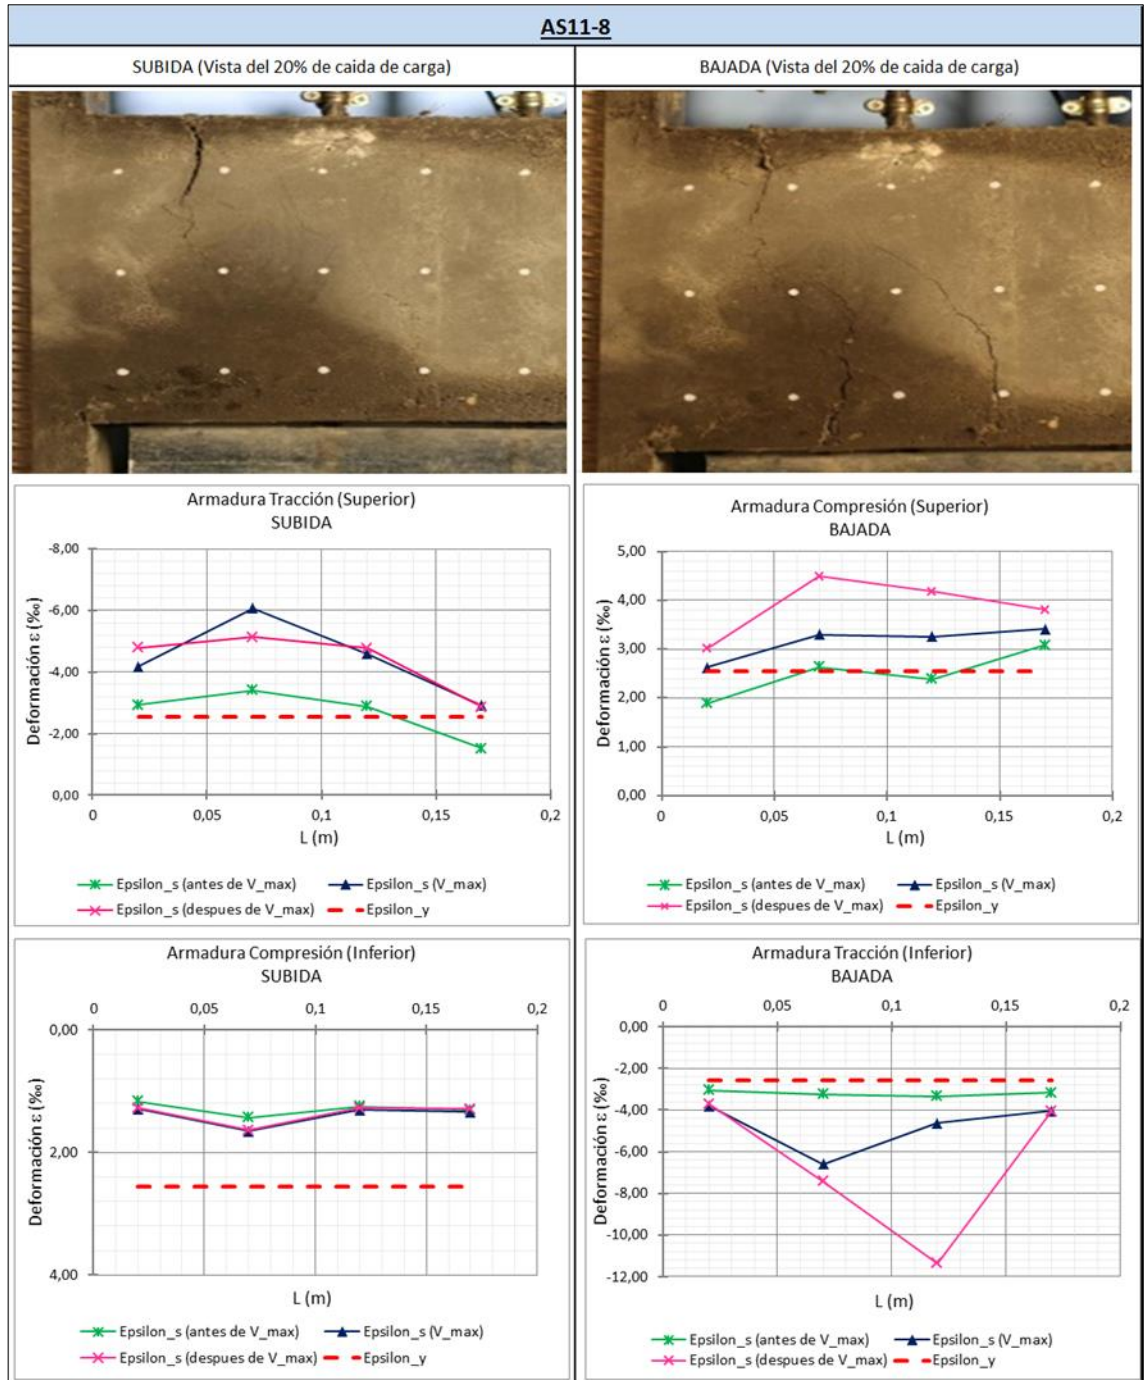 AS11-8
SUBIDA (Vista del 20% de caida de carga)
BAJADA (Vista del 20% de caida de carga)
Armadura Tracción (Superior)
SUBIDA
-8,00
-6,00
-4,00
-2,00
0,00
Deformación ε (‰)
0
0,05
0,1
0,15
0,2
L (m)
Epsilon_s (antes de V_max)
Epsilon_s (V_max)
Epsilon_s (despues de V_max)
Epsilon_y
Armadura Compresión (Superior)
BAJADA
5,00
4,00
3,00
2,00
1,00
0,00
Deformación ε (‰)
0
0,05
0,1
0,15
0,2
L (m)
Epsilon_s (antes de V_max)
Epsilon_s (V_max)
Epsilon_s (despues de V_max)
Epsilon_y
Armadura Compresión (Inferior)
SUBIDA
0
0,05
0,1
0,15
0,2
0,00
2,00
4,00
Deformación ε (‰)
L (m)
Epsilon_s (antes de V_max)
Epsilon_s (V_max)
Epsilon_s (despues de V_max)
Epsilon_y
Armadura Tracción (Inferior)
BAJADA
0
0,05
0,1
0,15
0,2
0,00
-2,00
-4,00
-6,00
-8,00
-10,00
-12,00
Deformación ε (‰)
L (m)
Epsilon_s (antes de V_max)
Epsilon_s (V_max)
Epsilon_s (despues de V_max)
Epsilon_y